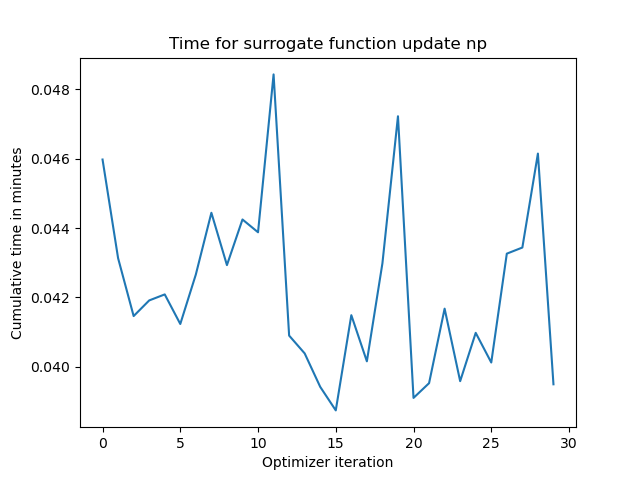 Time for surrogate function update np
Cumulative time in minutes
0.048
0.046
0.044
0.042
0.040
0 5 10 15 20 25 30
Optimizer iteration